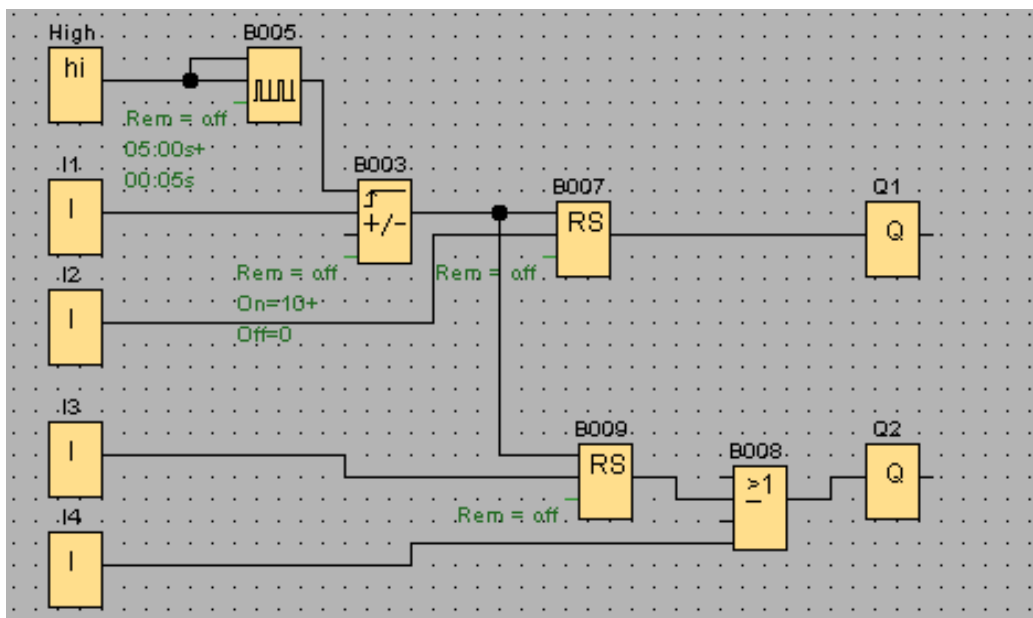 High
B005
hi
Rem = off
05:00s+
00:05s
I1
B003
B007
Q1
I
+/-
RS
Q
Rem = off
Rem = off
I2
On=10+
I
Off=0
I3
B009
B008
Q2
I
RS
>1
Q
Rem = off
I4
I